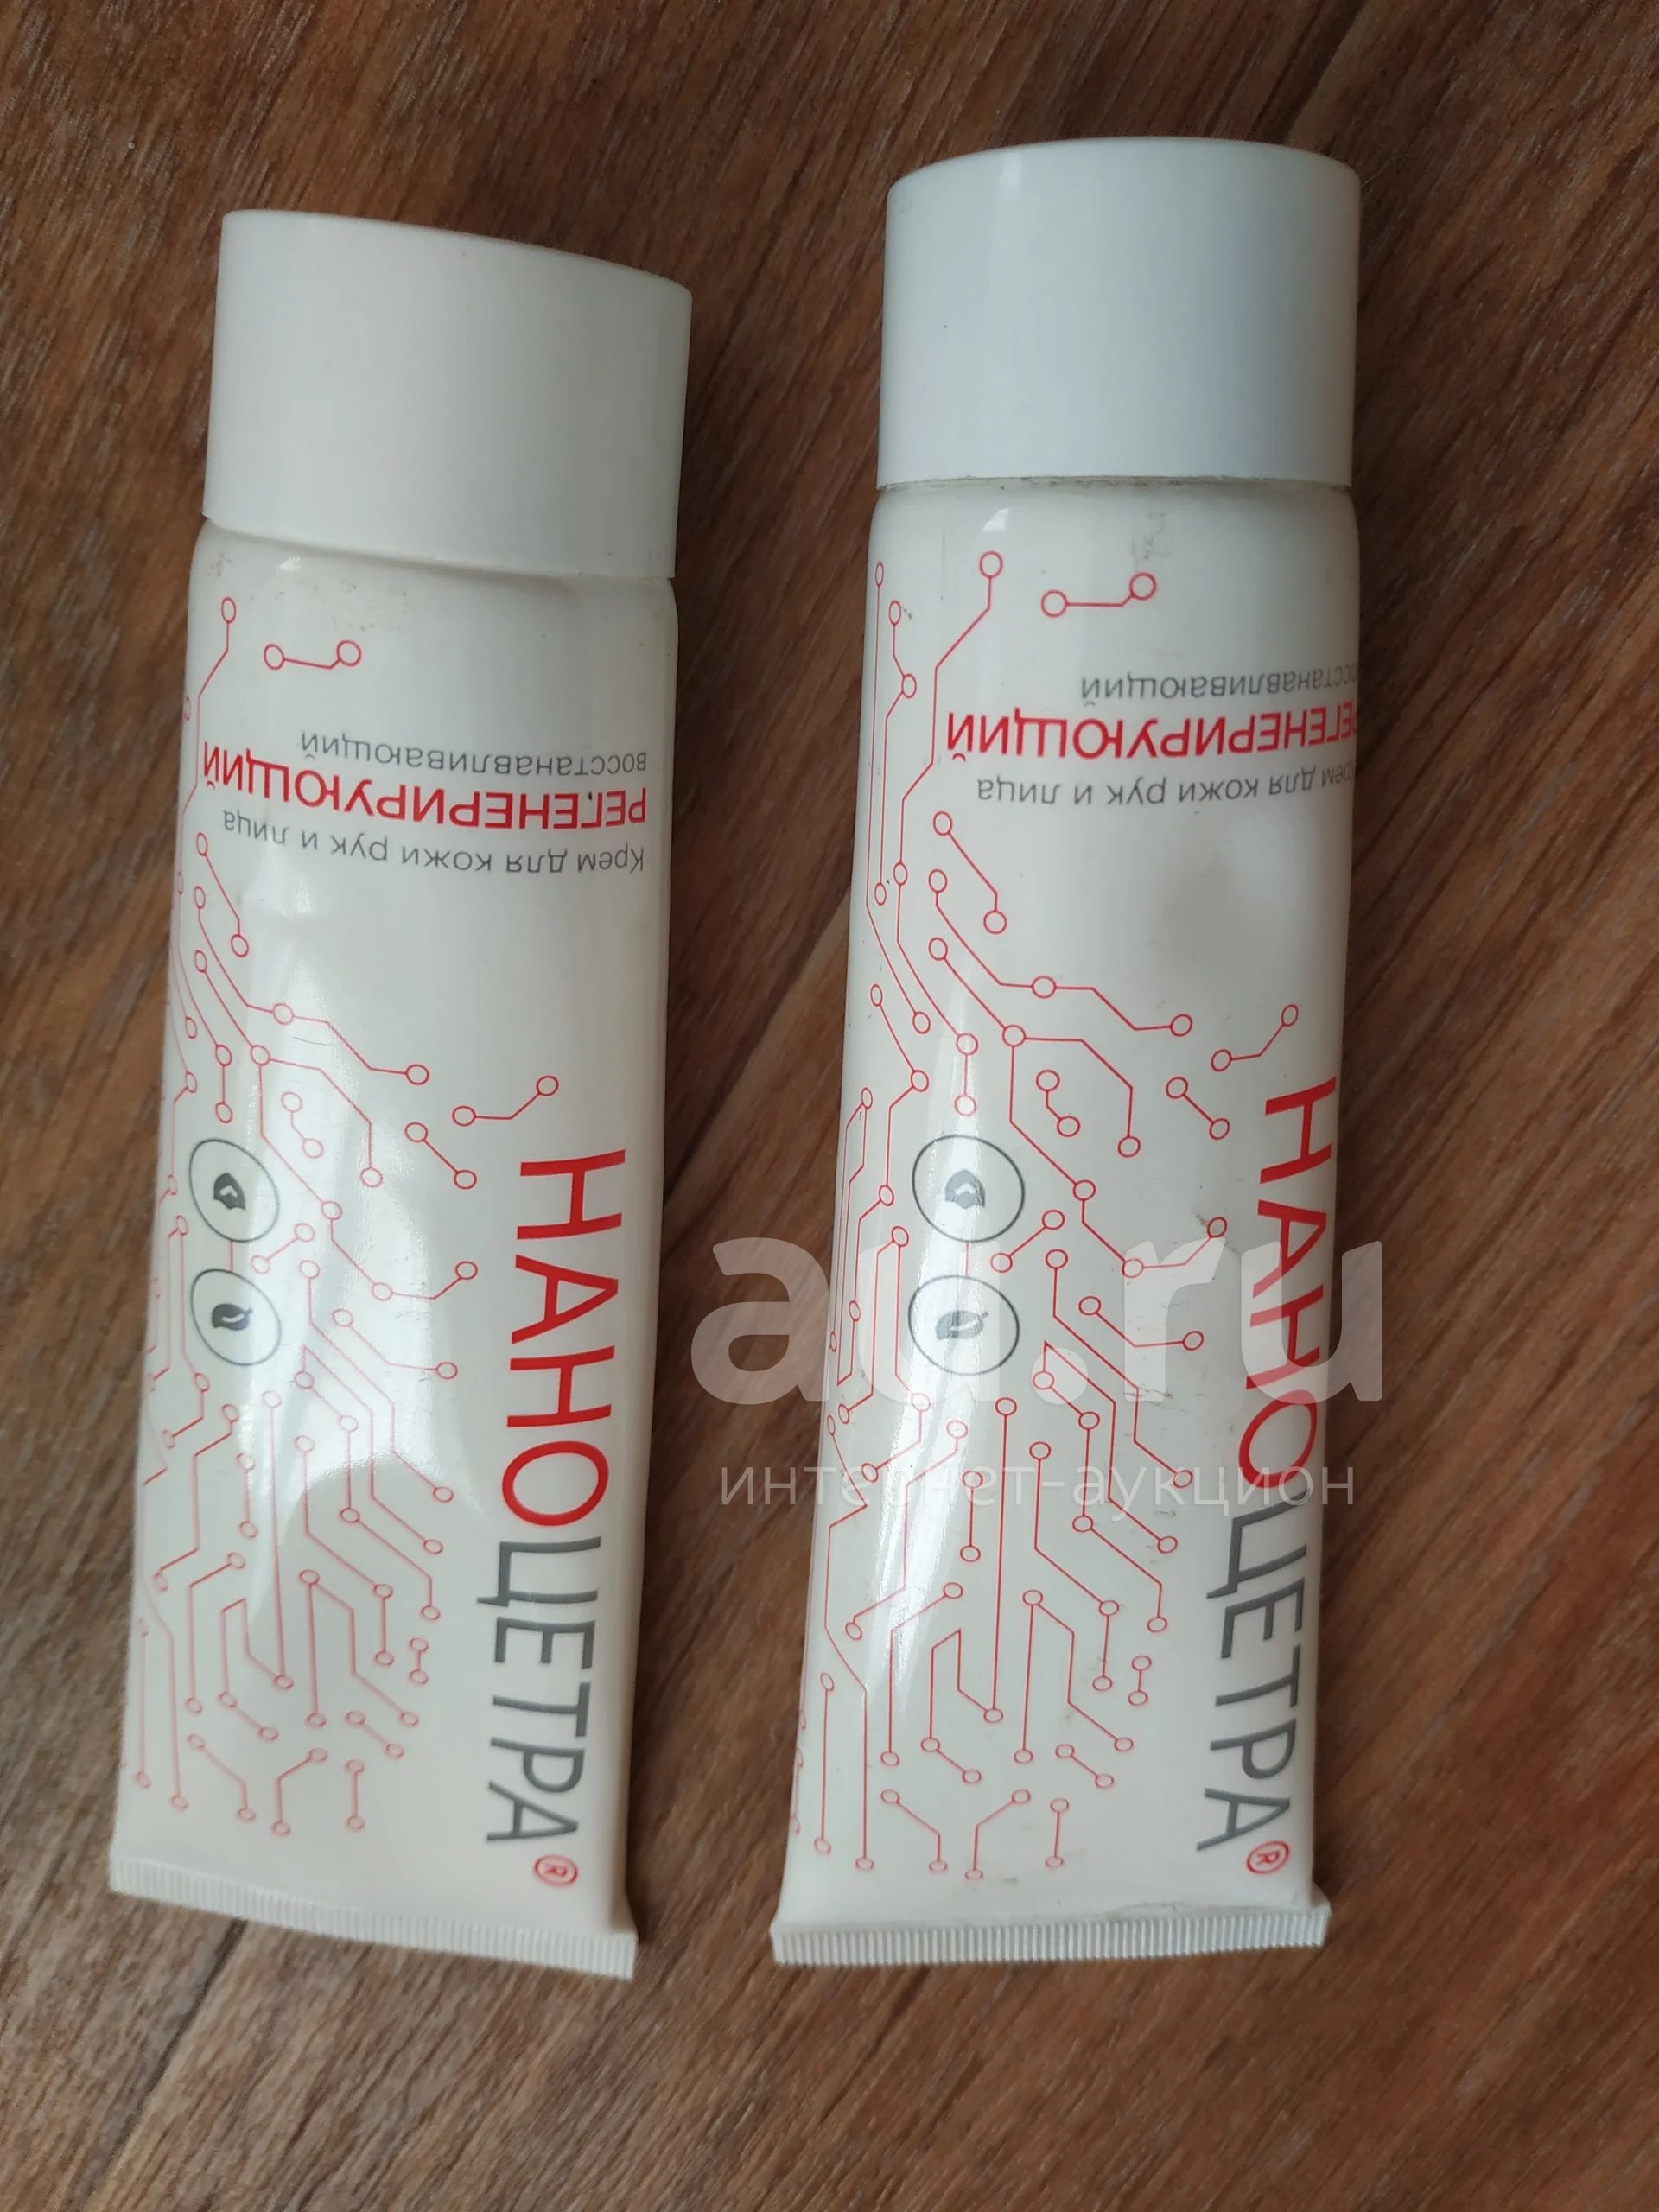 НАНОЦЕТРА®
Крем для кожи рук и лица
РЕГЕНЕРИРУЮЩИЙ
восстанавливающий
НАНОЦЕТРА®
Крем для кожи рук и лица
РЕГЕНЕРИРУЮЩИЙ
восстанавливающий
au.ru
интернет-аукцион